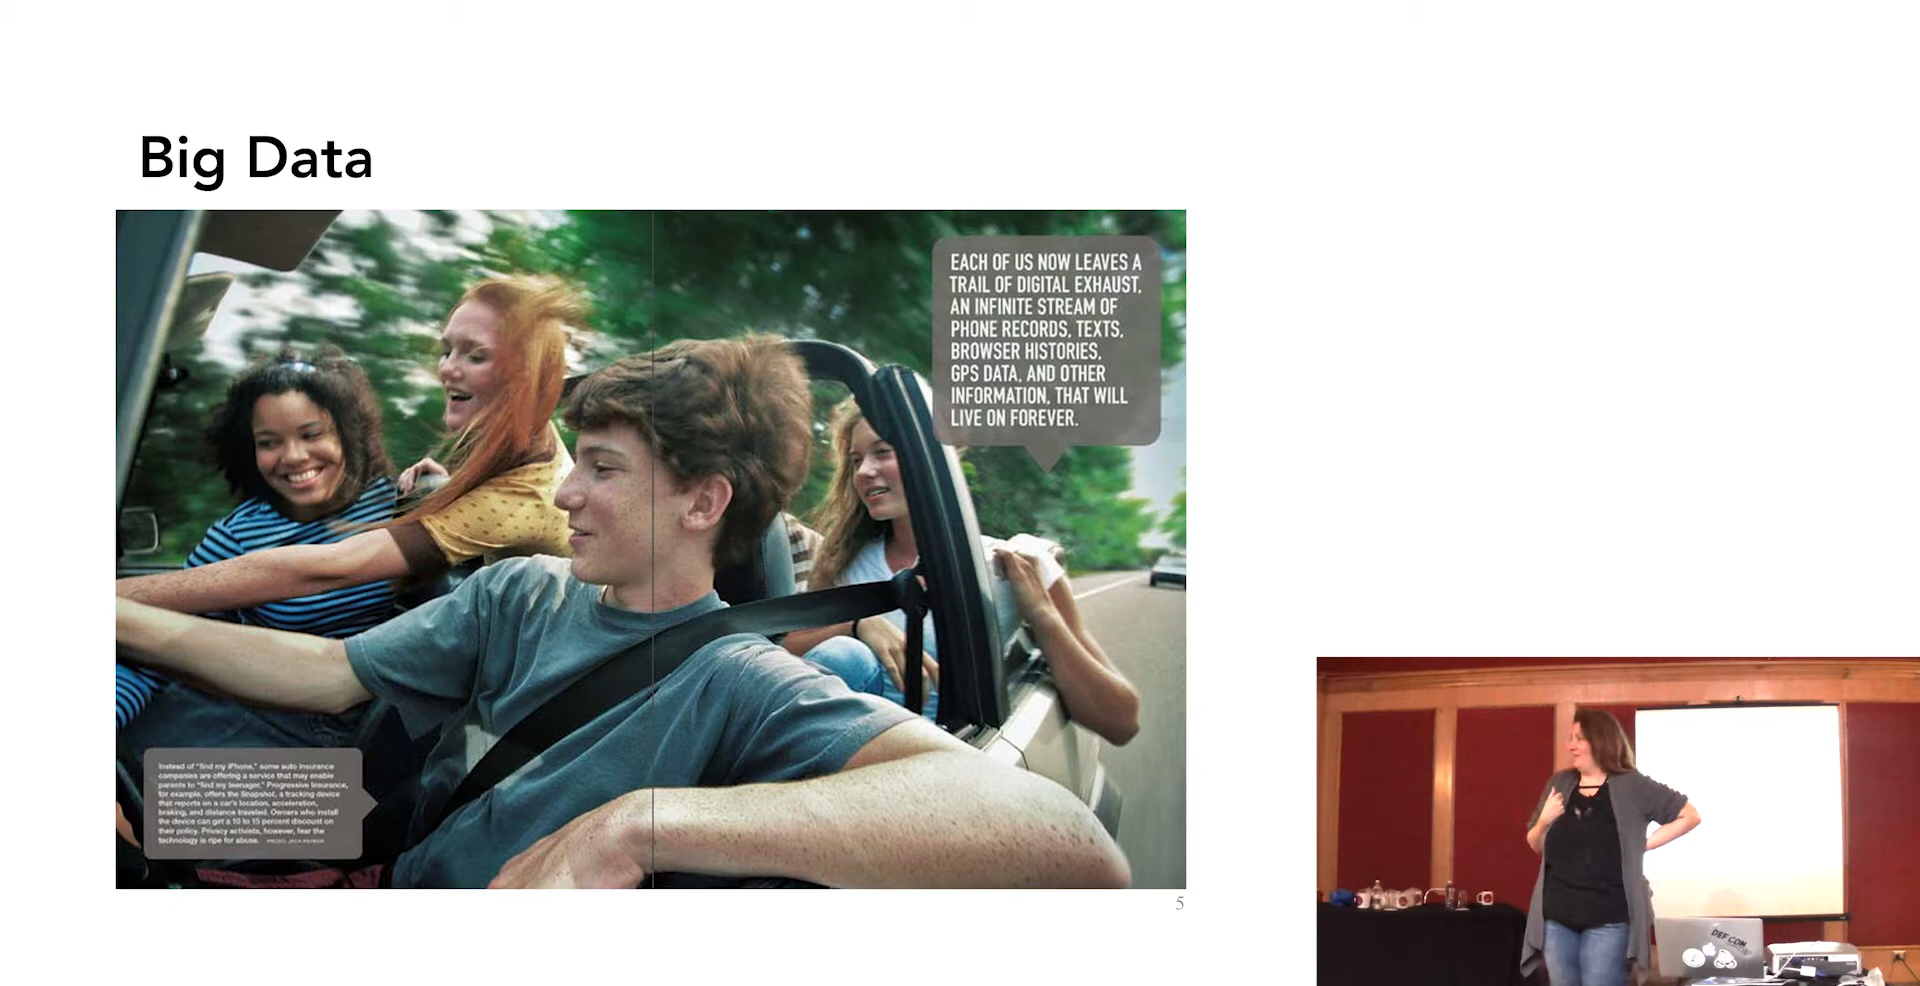 Big Data
EACH OF US NOW LEAVES A
TRAIL OF DIGITAL EXHAUST,
AN INFINITE STREAM OF
PHONE RECORDS, TEXTS,
BROWSER HISTORIES,
GPS DATA, AND OTHER
INFORMATION, THAT WILL
LIVE ON FOREVER.
Instead of "find my iPhone," some auto insurance
companies are offering a service that may enable
parents to "find my teenager." Progressive Insurance,
for example, offers the Snapshot, a tracking device
that reports on a car's location, acceleration,
braking, and distance traveled. Owners who install
the device can get a 10 to 15 percent discount on
their policy. Privacy activists, however, fear the
technology is ripe for abuse.
5
DEF CON